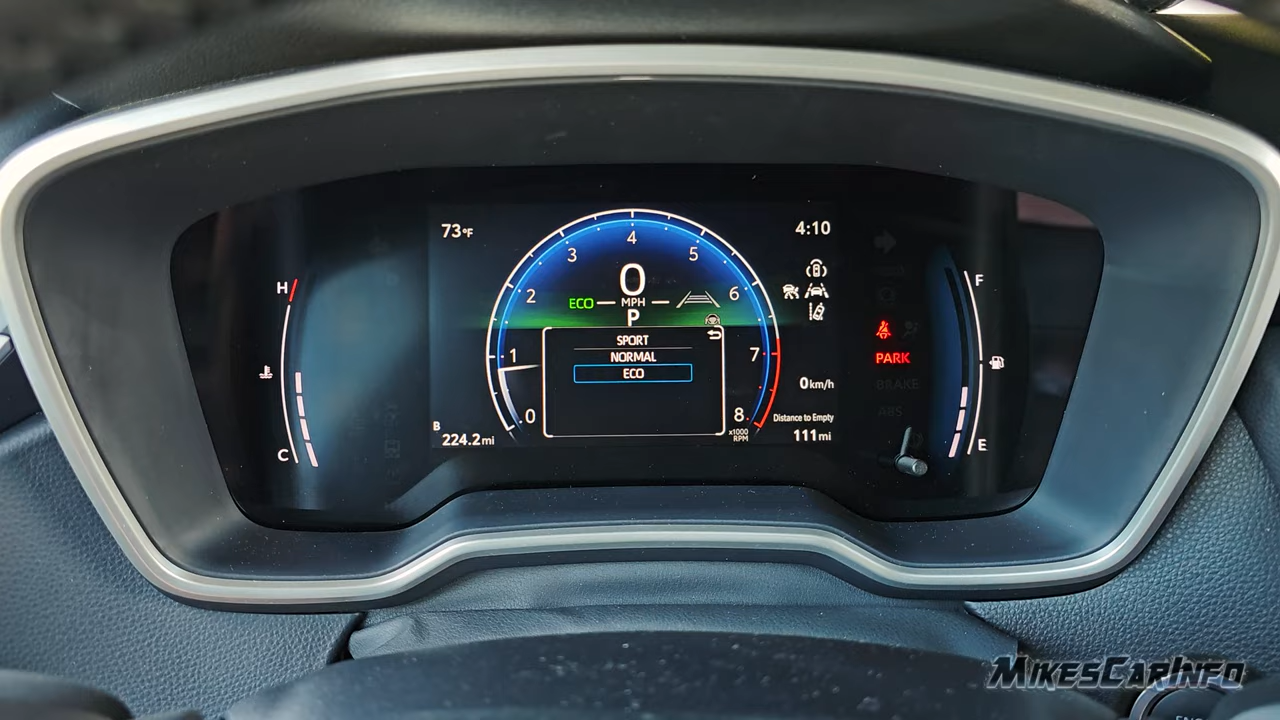 73°F
4:10
H
F
4
3
5
0
2
6
ECO
MPH
P
SPORT
NORMAL
ECO
1
7
PARK
BRAKE
ABS
0 km/h
0
8
x1000
RPM
Distance to Empty
111 mi
B
224.2 mi
C
E
MIKESCARINFO